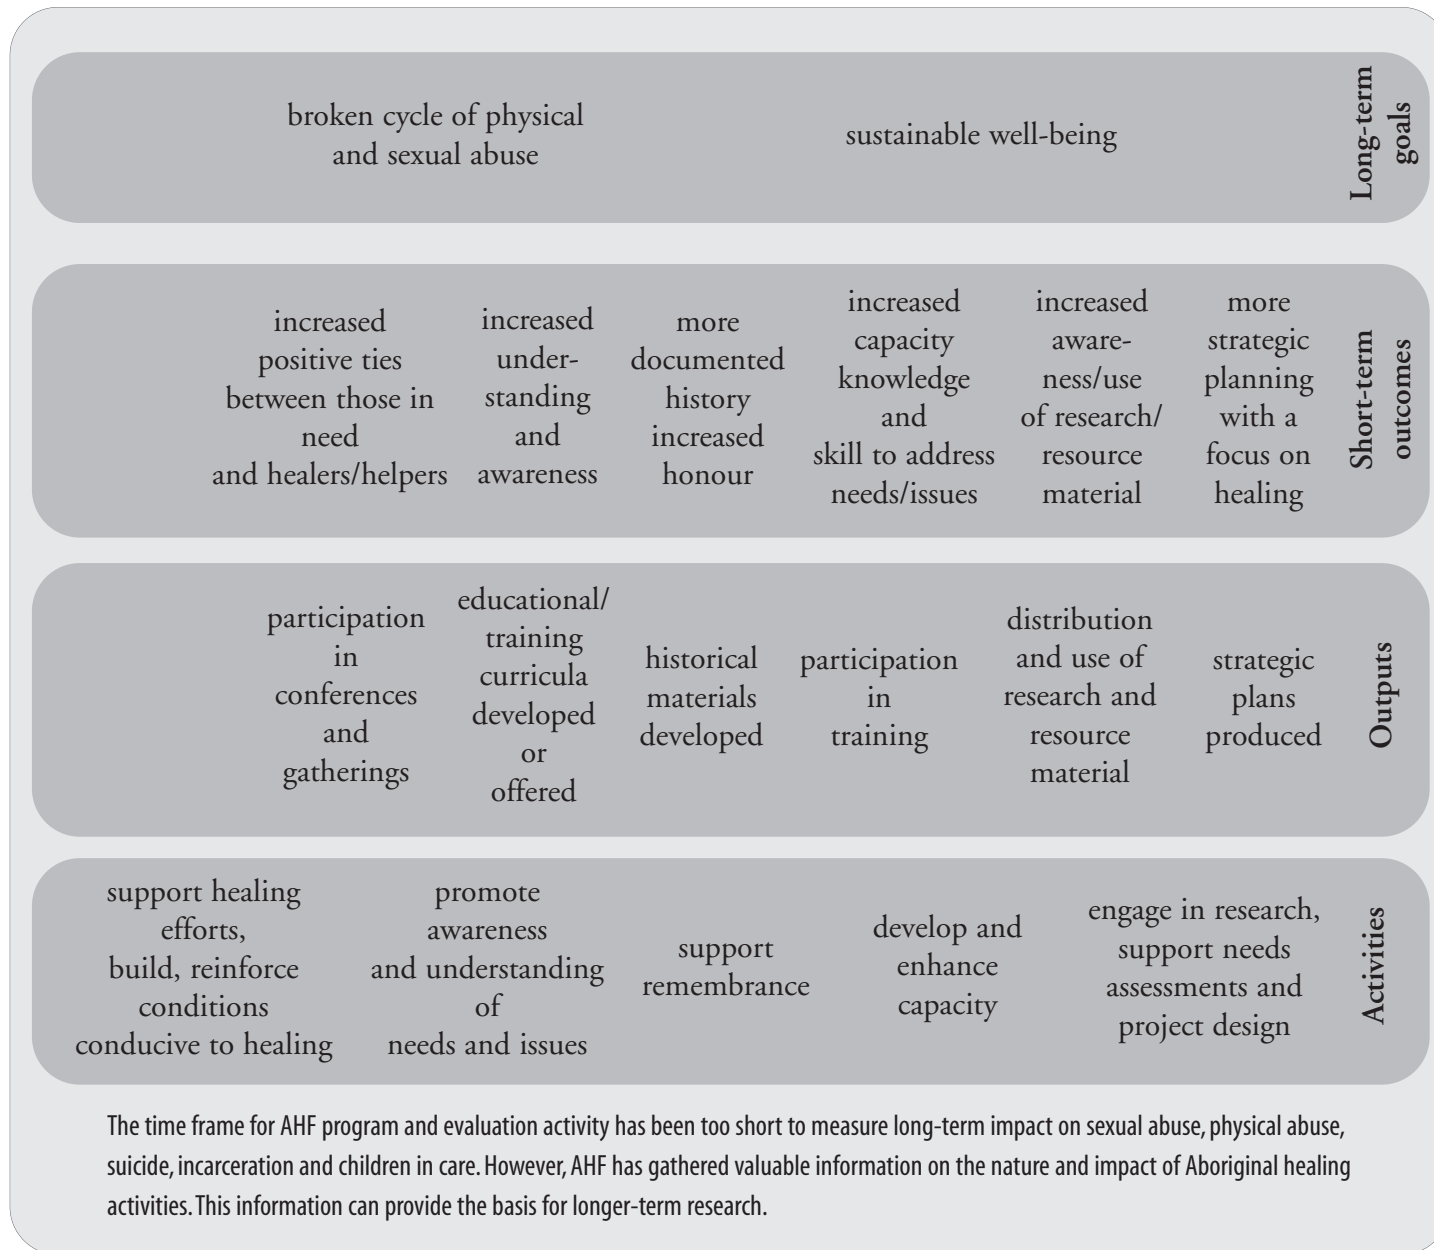 broken cycle of physical
and sexual abuse
sustainable well-being
Long-term
goals
increased
positive ties
between those in
need
and healers/helpers
increased
under-
standing
and
awareness
more
documented
history
increased
honour
increased
capacity
knowledge
and
skill to address
needs/issues
increased
aware-
ness/use
of research/
resource
material
more
strategic
planning
with a
focus on
healing
Short-term
outcomes
participation
in
conferences
and
gatherings
educational/
training
curricula
developed
or
offered
historical
materials
developed
participation
in
training
distribution
and use of
research and
resource
material
strategic
plans
produced
Outputs
support healing
efforts,
build, reinforce
conditions
conducive to healing
promote
awareness
and understanding
of
needs and issues
support
remembrance
develop and
enhance
capacity
engage in research,
support needs
assessments and
project design
Activities
The time frame for AHF program and evaluation activity has been too short to measure long-term impact on sexual abuse, physical abuse,
suicide, incarceration and children in care. However, AHF has gathered valuable information on the nature and impact of Aboriginal healing
activities. This information can provide the basis for longer-term research.